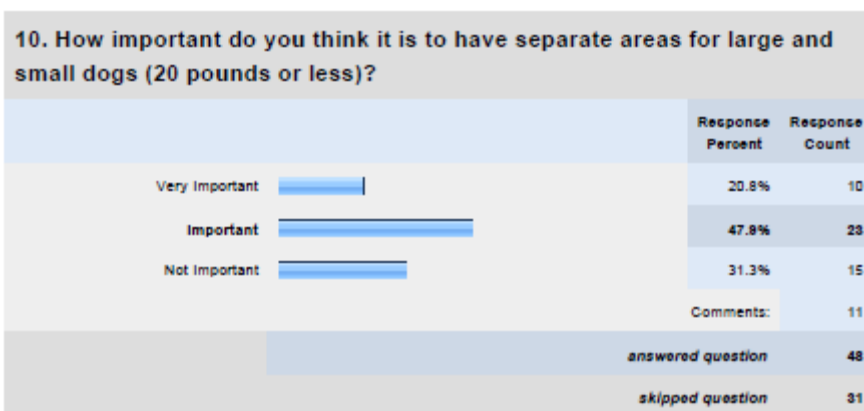 10. How important do you think it is to have separate areas for large and
small dogs (20 pounds or less)?
Response Percent Response Count
Very Important 20.8% 10
Important 47.9% 23
Not Important 31.3% 15
Comments: 11
answered question 48
skipped question 31